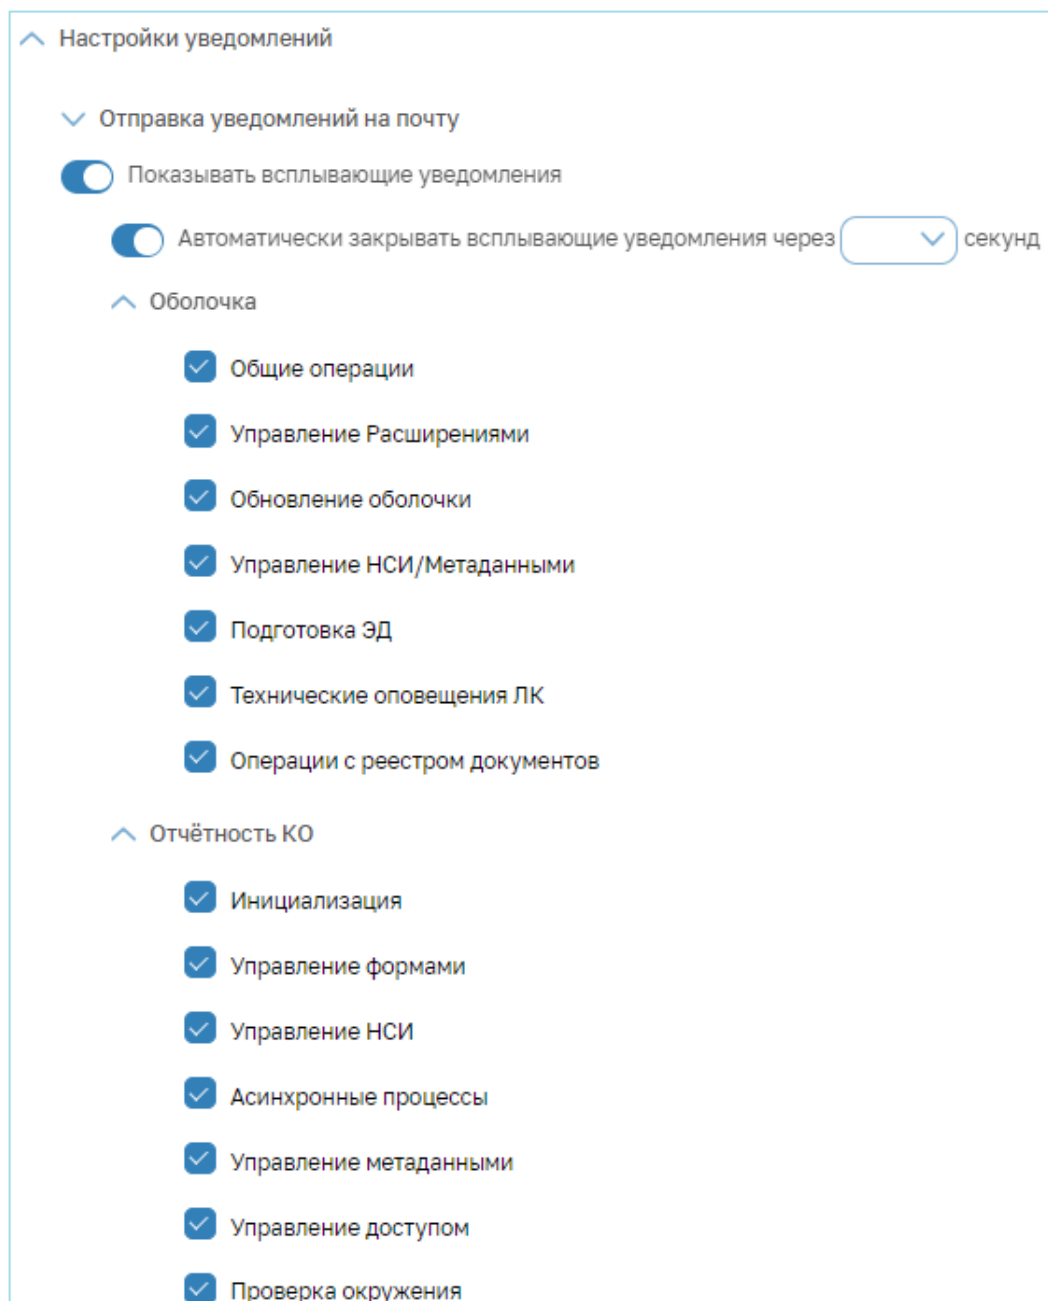 Настройки уведомлений
Отправка уведомлений на почту
Показывать всплывающие уведомления
Автоматически закрывать всплывающие уведомления через секунд
Оболочка
Общие операции
Управление Расширениями
Обновление оболочки
Управление НСИ/Метаданными
Подготовка ЭД
Технические оповещения ЛК
Операции с реестром документов
Отчётность КО
Инициализация
Управление формами
Управление НСИ
Асинхронные процессы
Управление метаданными
Управление доступом
Проверка окружения